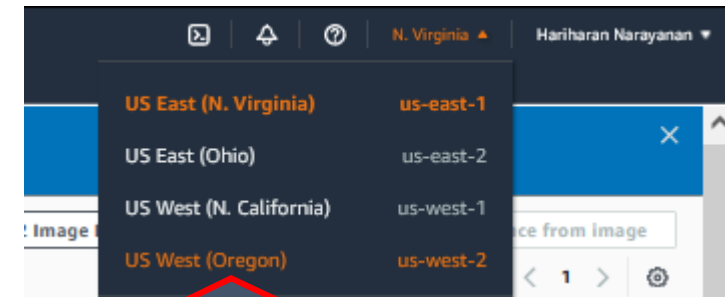 N. Virginia ▲ Hariharan Narayanan ▼
US East (N. Virginia) us-east-1
US East (Ohio) us-east-2
US West (N. California) us-west-1
Image ce from image
US West (Oregon) us-west-2
< 1 >